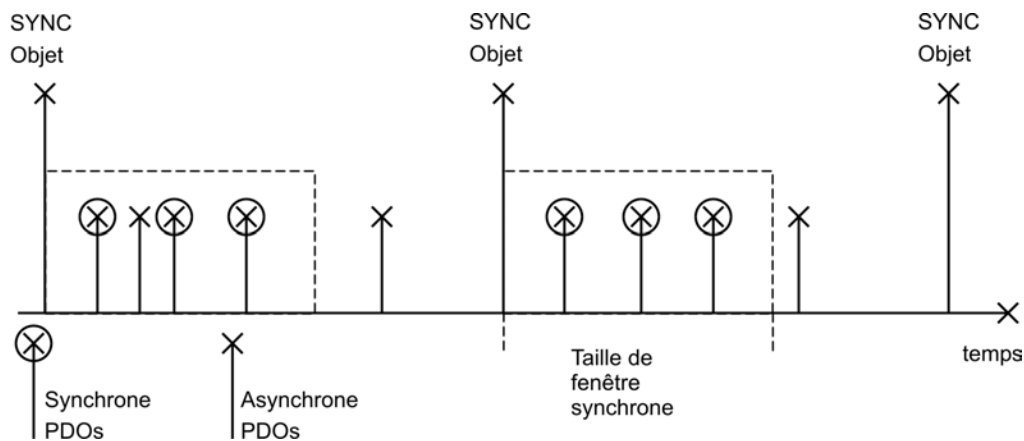 SYNC
Objet
SYNC
Objet
SYNC
Objet
Synchrone
PDOs
Asynchrone
PDOs
Taille de
fenêtre
synchrone
temps